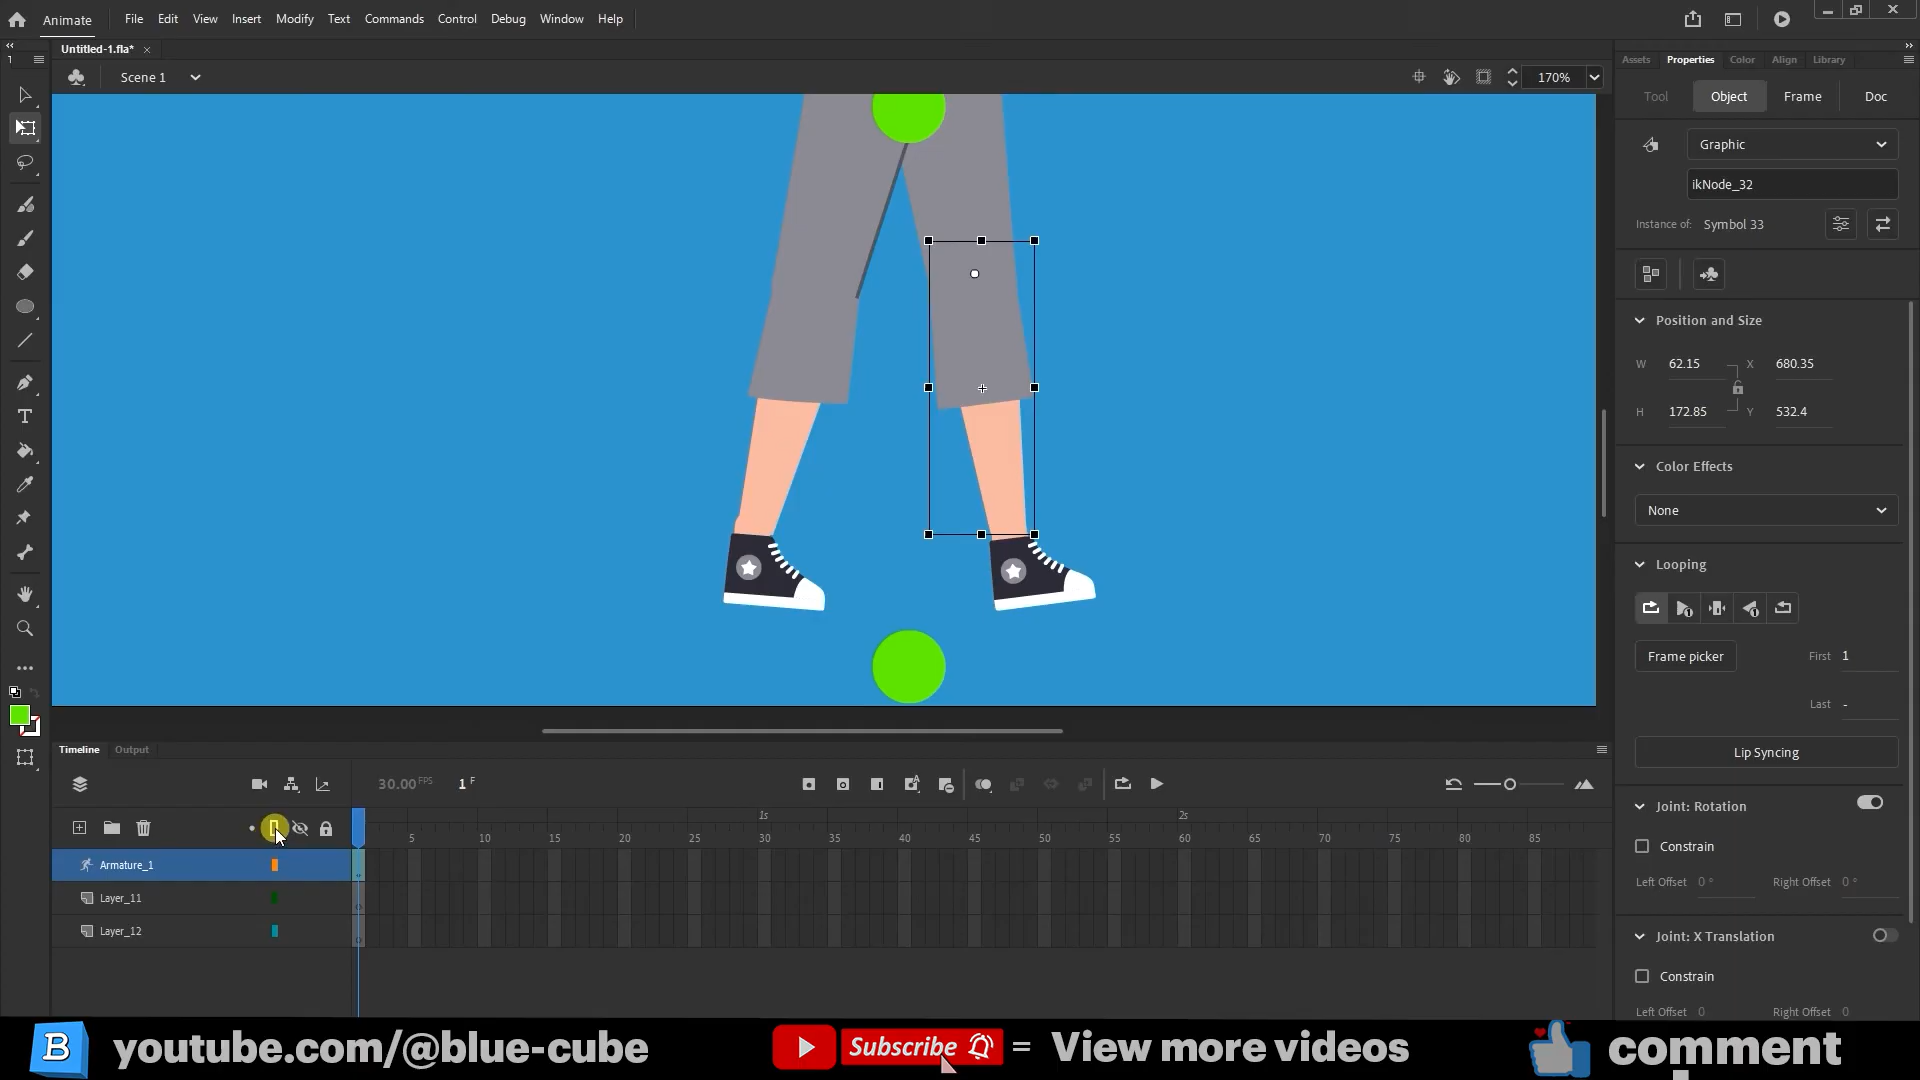 Animate File Edit View Insert Modify Text Commands Control Debug Window Help
Untitled-1.fla*
1
Scene 1
170%
Assets Properties Color Align Library
Tool Object Frame Doc
Graphic
ikNode_32
Instance of: Symbol 33
Position and Size
W 62.15 X 680.35
H 172.85 Y 532.4
Color Effects
None
Looping
Frame picker First 1
Last -
Lip Syncing
Joint: Rotation
Constrain
Left Offset 0° Right Offset 0°
Joint: X Translation
Constrain
Left Offset 0 Right Offset 0
Timeline Output
30.00 FPS 1 F
1s 2s
5 10 15 20 25 30 35 40 45 50 55 60 65 70 75 80 85
Armature_1
Layer_11
Layer_12
B youtube.com/@blue-cube Subscribe = View more videos comment